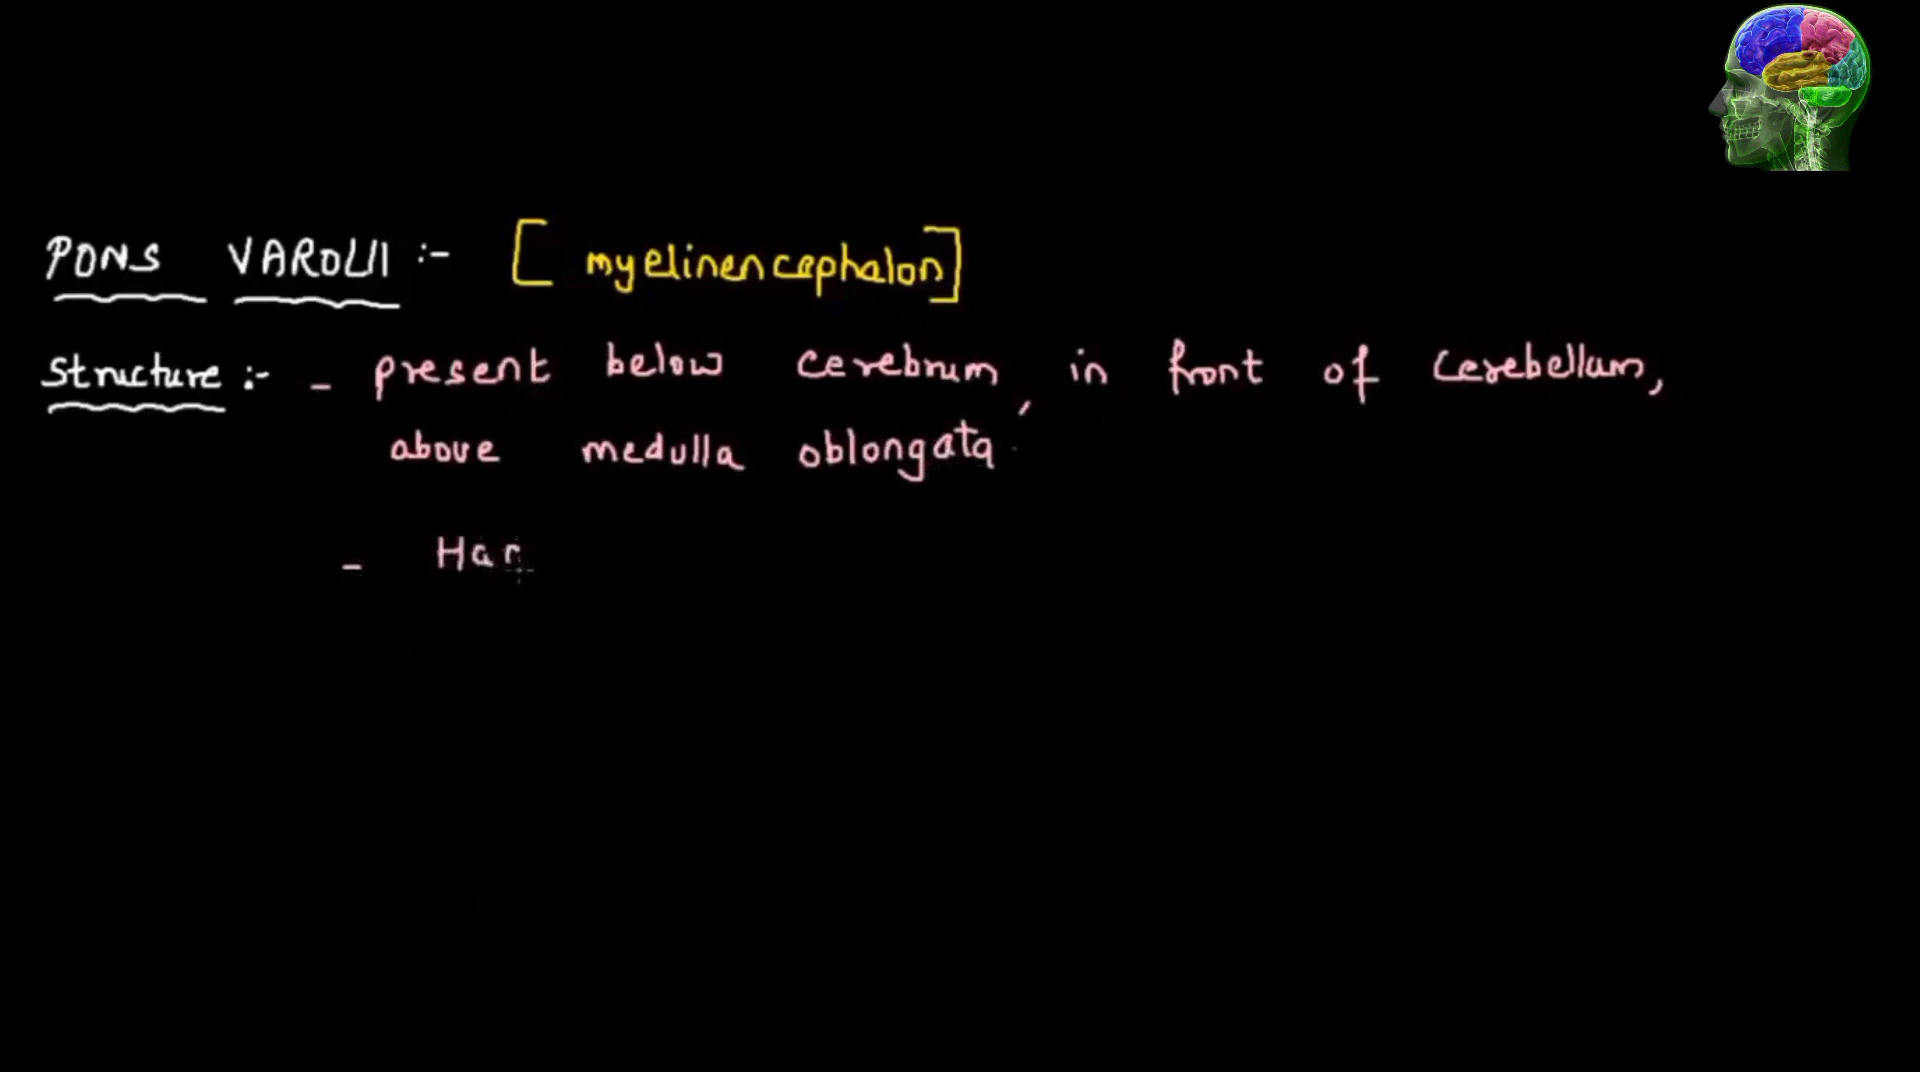 PONS VAROLII :- [myelinencephalon]
Structure :- - present below cerebrum, in front of cerebellum,
above medulla oblongata.
- Har